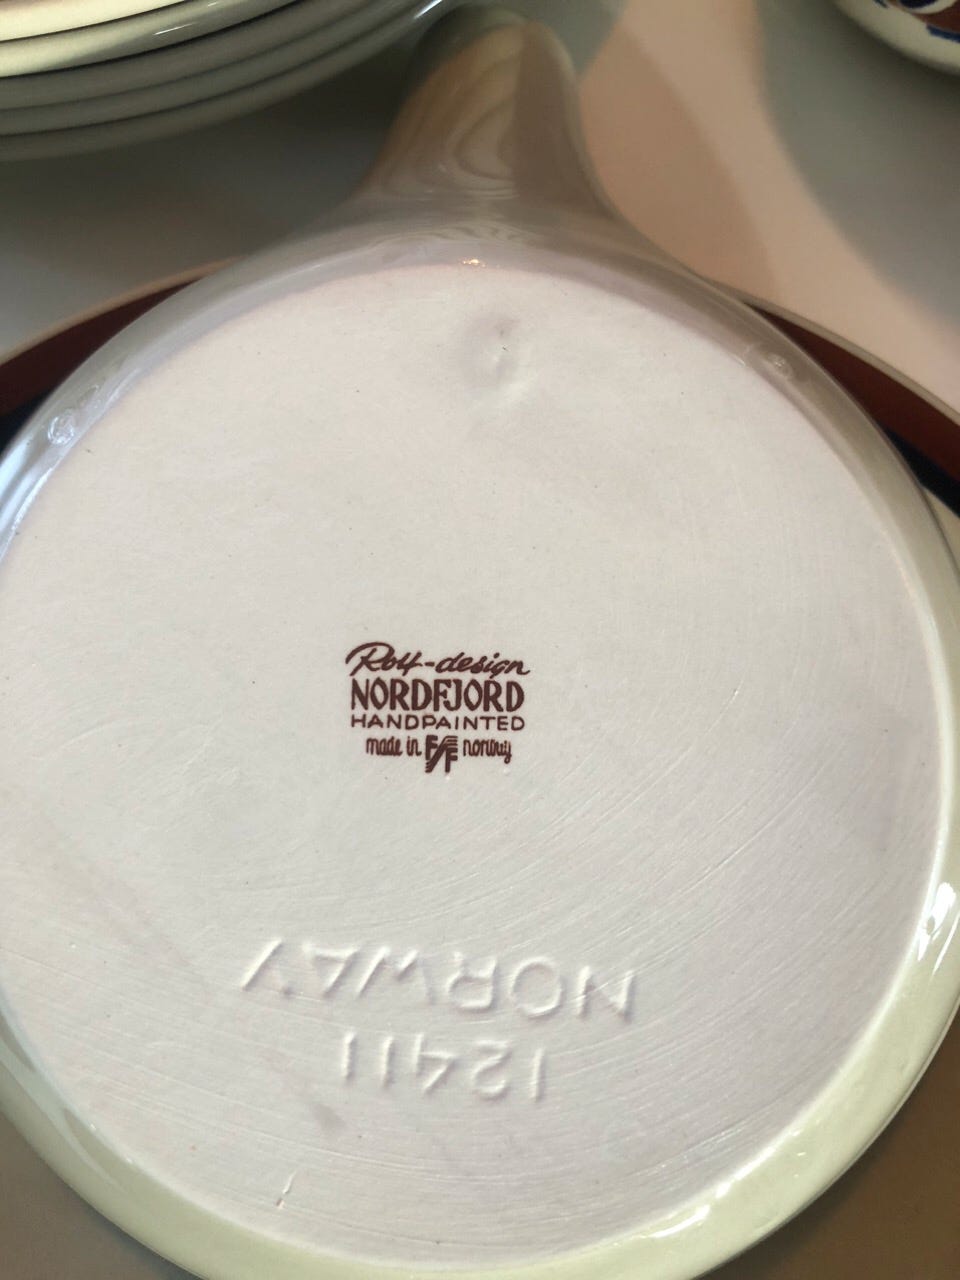 Rolf-design
NORDFJORD
HANDPAINTED
made in F/F norway
NORWAY
12411